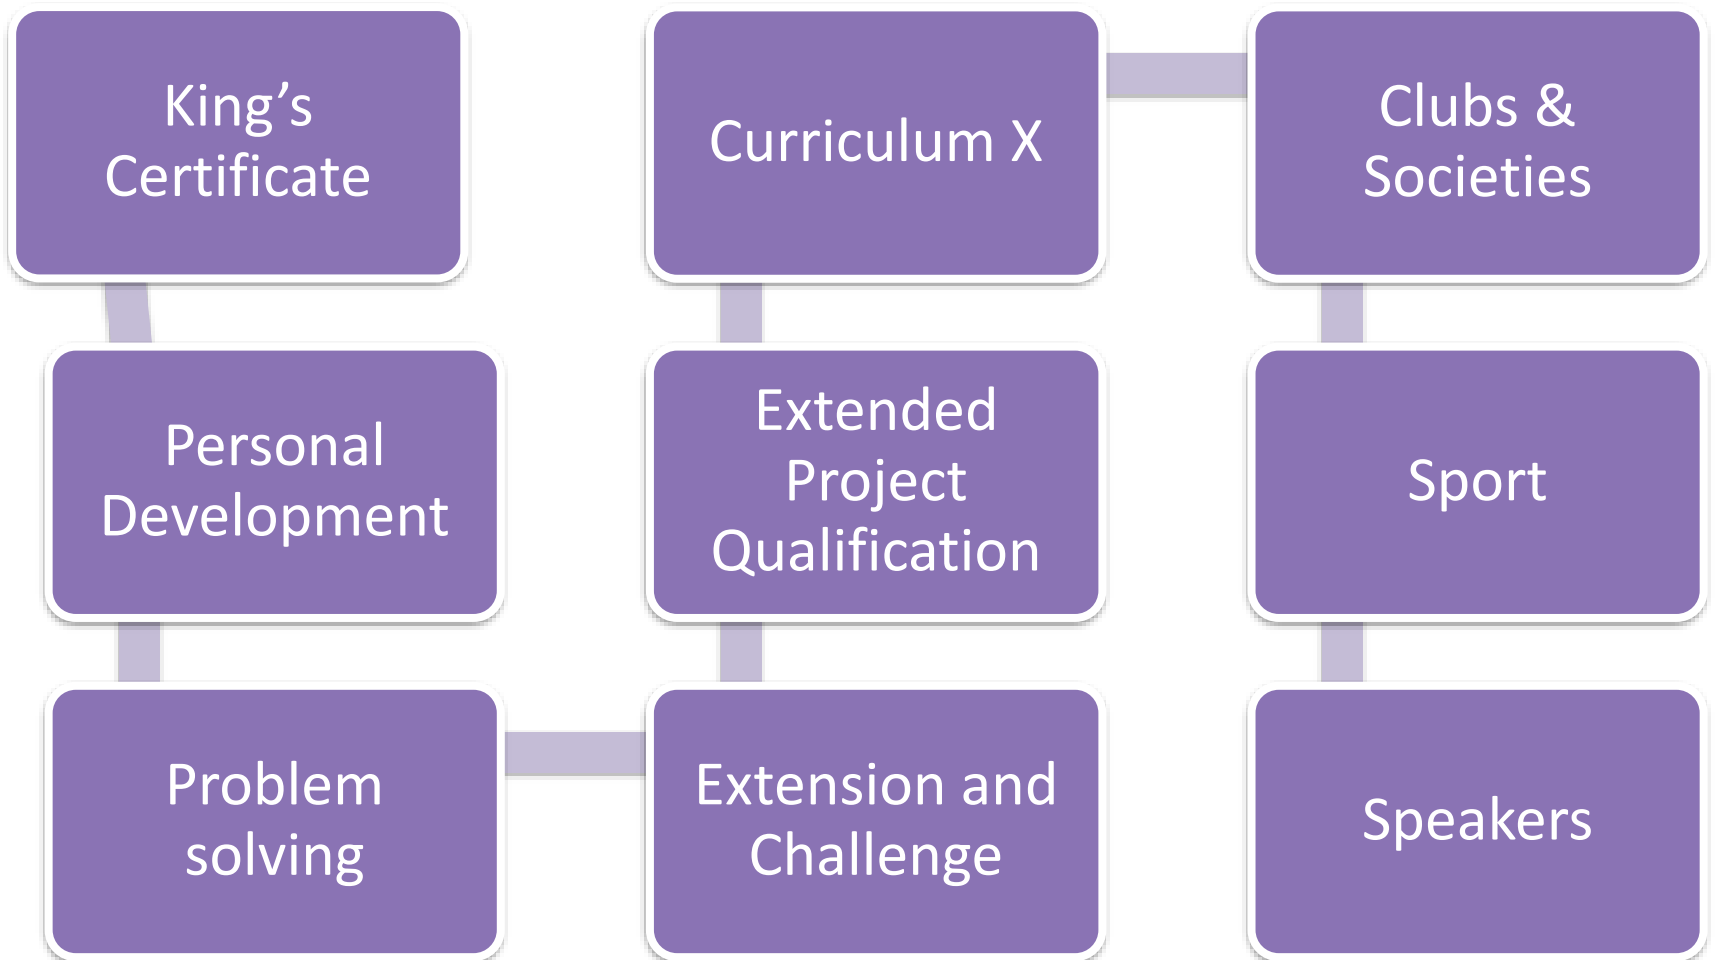 King’s
Certificate
Personal
Development
Problem
solving
Extension and
Challenge
Extended
Project
Qualification
Curriculum X
Clubs &
Societies
Sport
Speakers